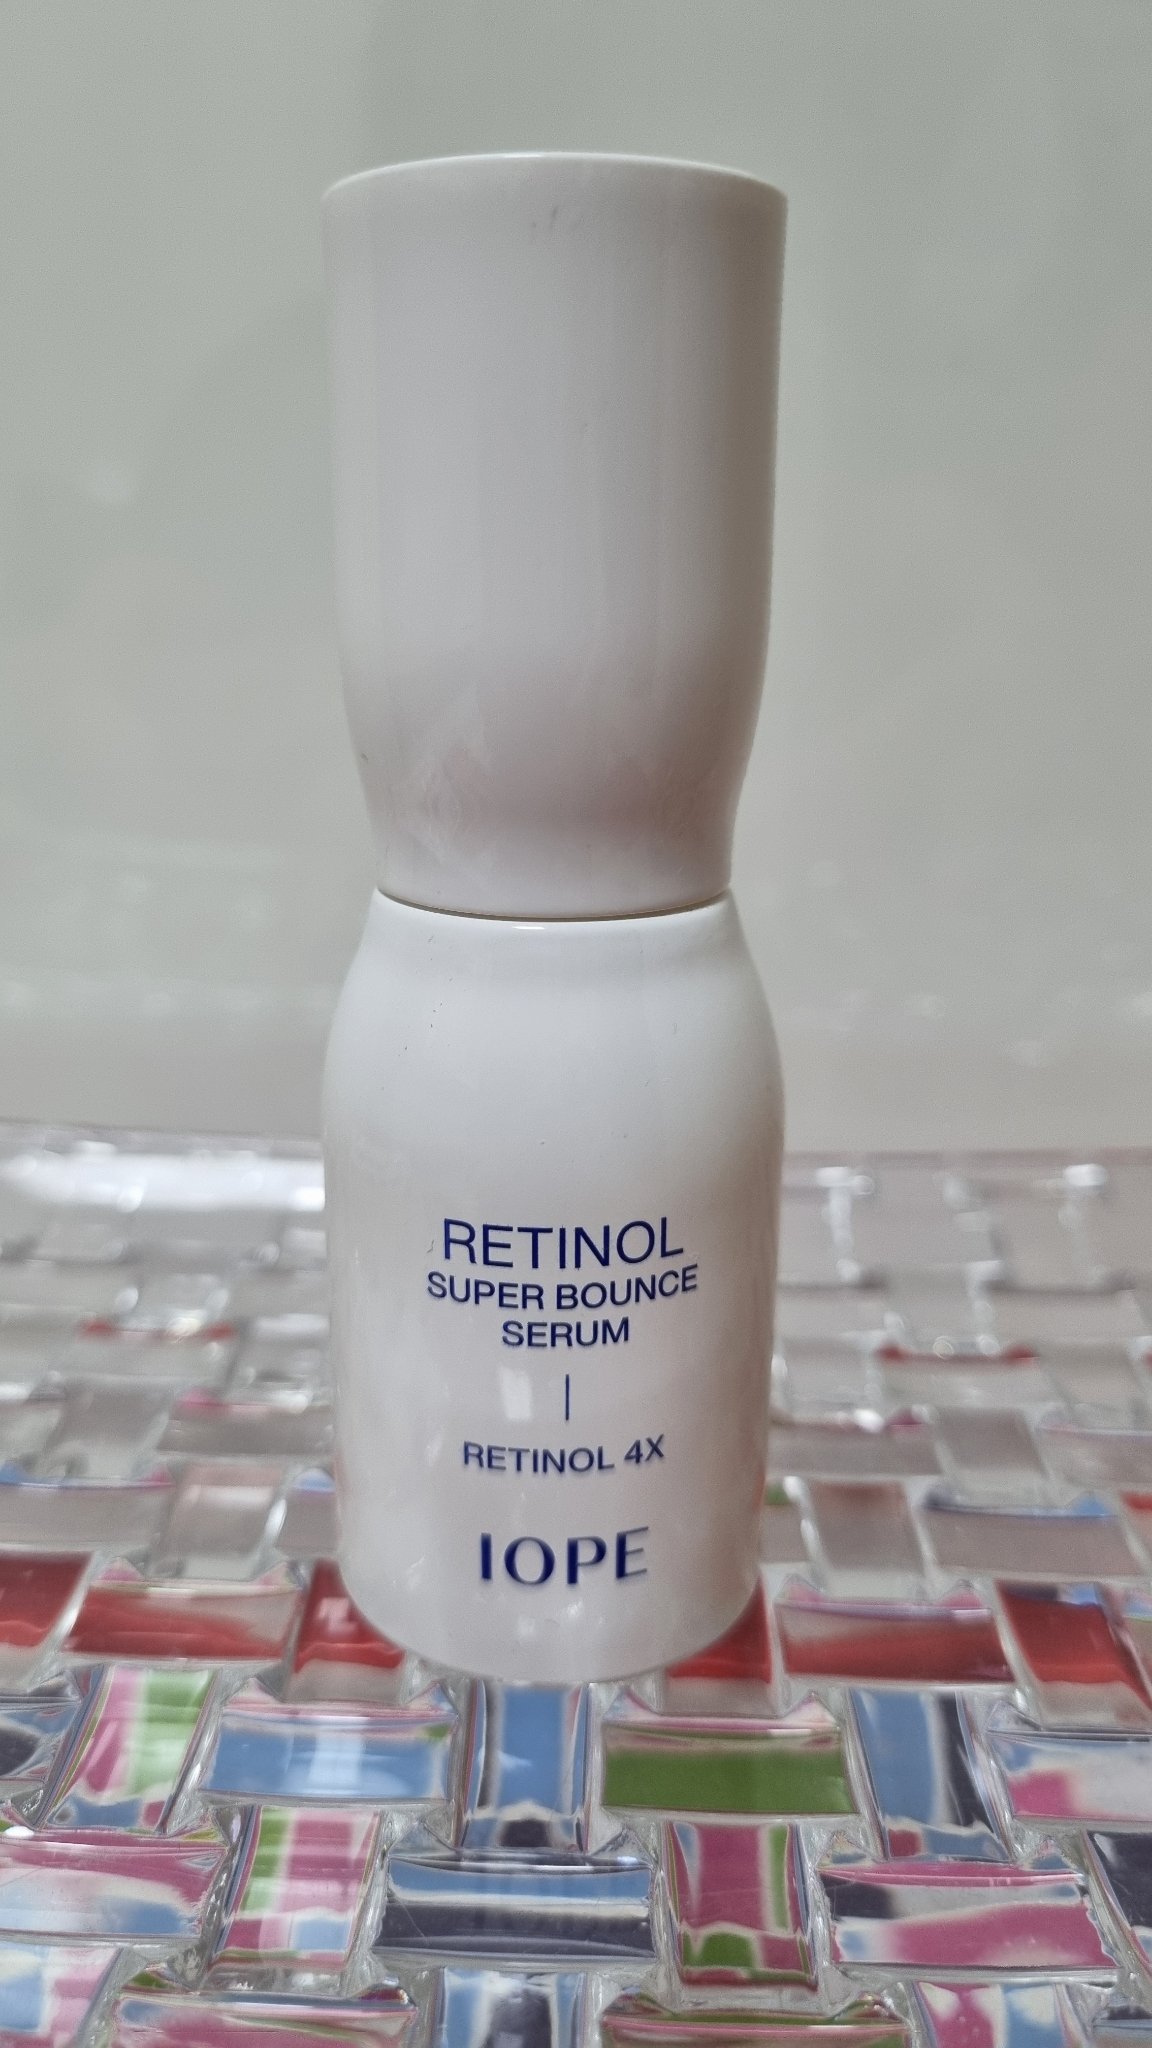 RETINOL
SUPER BOUNCE
SERUM
RETINOL 4X
IOPE